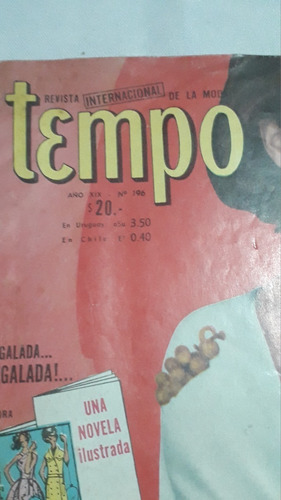 REVISTA INTERNACIONAL DE LA MOD
tempo
AÑO XIX - Nº 196
$ 20.-
En Uruguay o$u 3.50
En Chile Eº 0.40
GALADA...
GALADA!...
ORA
UNA
NOVELA
ilustrada